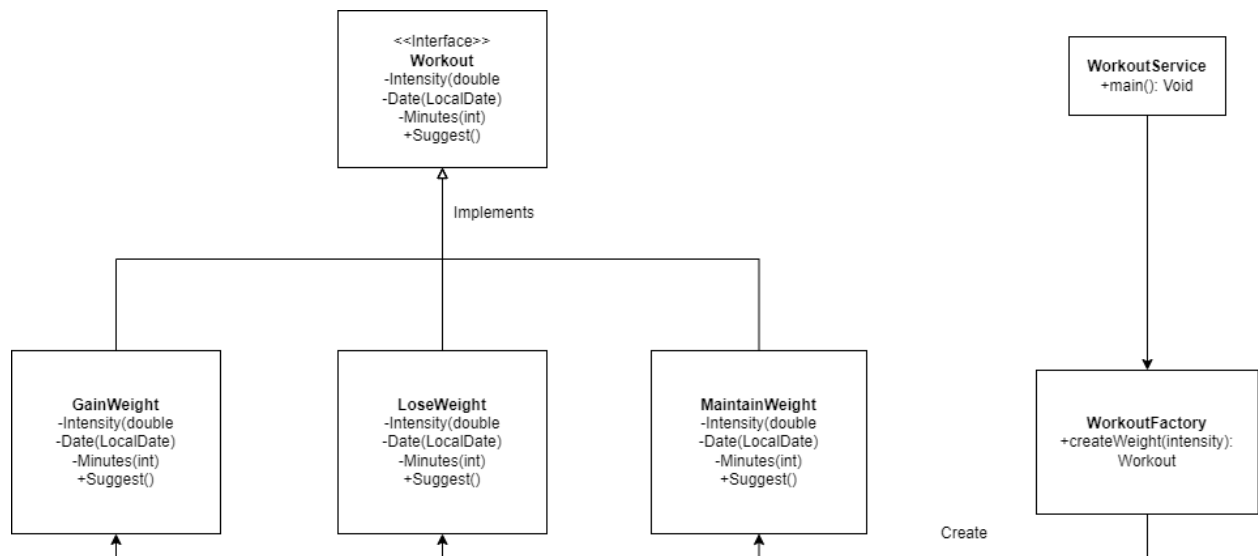 <<Interface>>
Workout
-Intensity(double
-Date(LocalDate)
-Minutes(int)
+Suggest()
WorkoutService
+main(): Void
Implements
GainWeight
-Intensity(double
-Date(LocalDate)
-Minutes(int)
+Suggest()
LoseWeight
-Intensity(double
-Date(LocalDate)
-Minutes(int)
+Suggest()
MaintainWeight
-Intensity(double
-Date(LocalDate)
-Minutes(int)
+Suggest()
WorkoutFactory
+createWeight(intensity):
Workout
Create